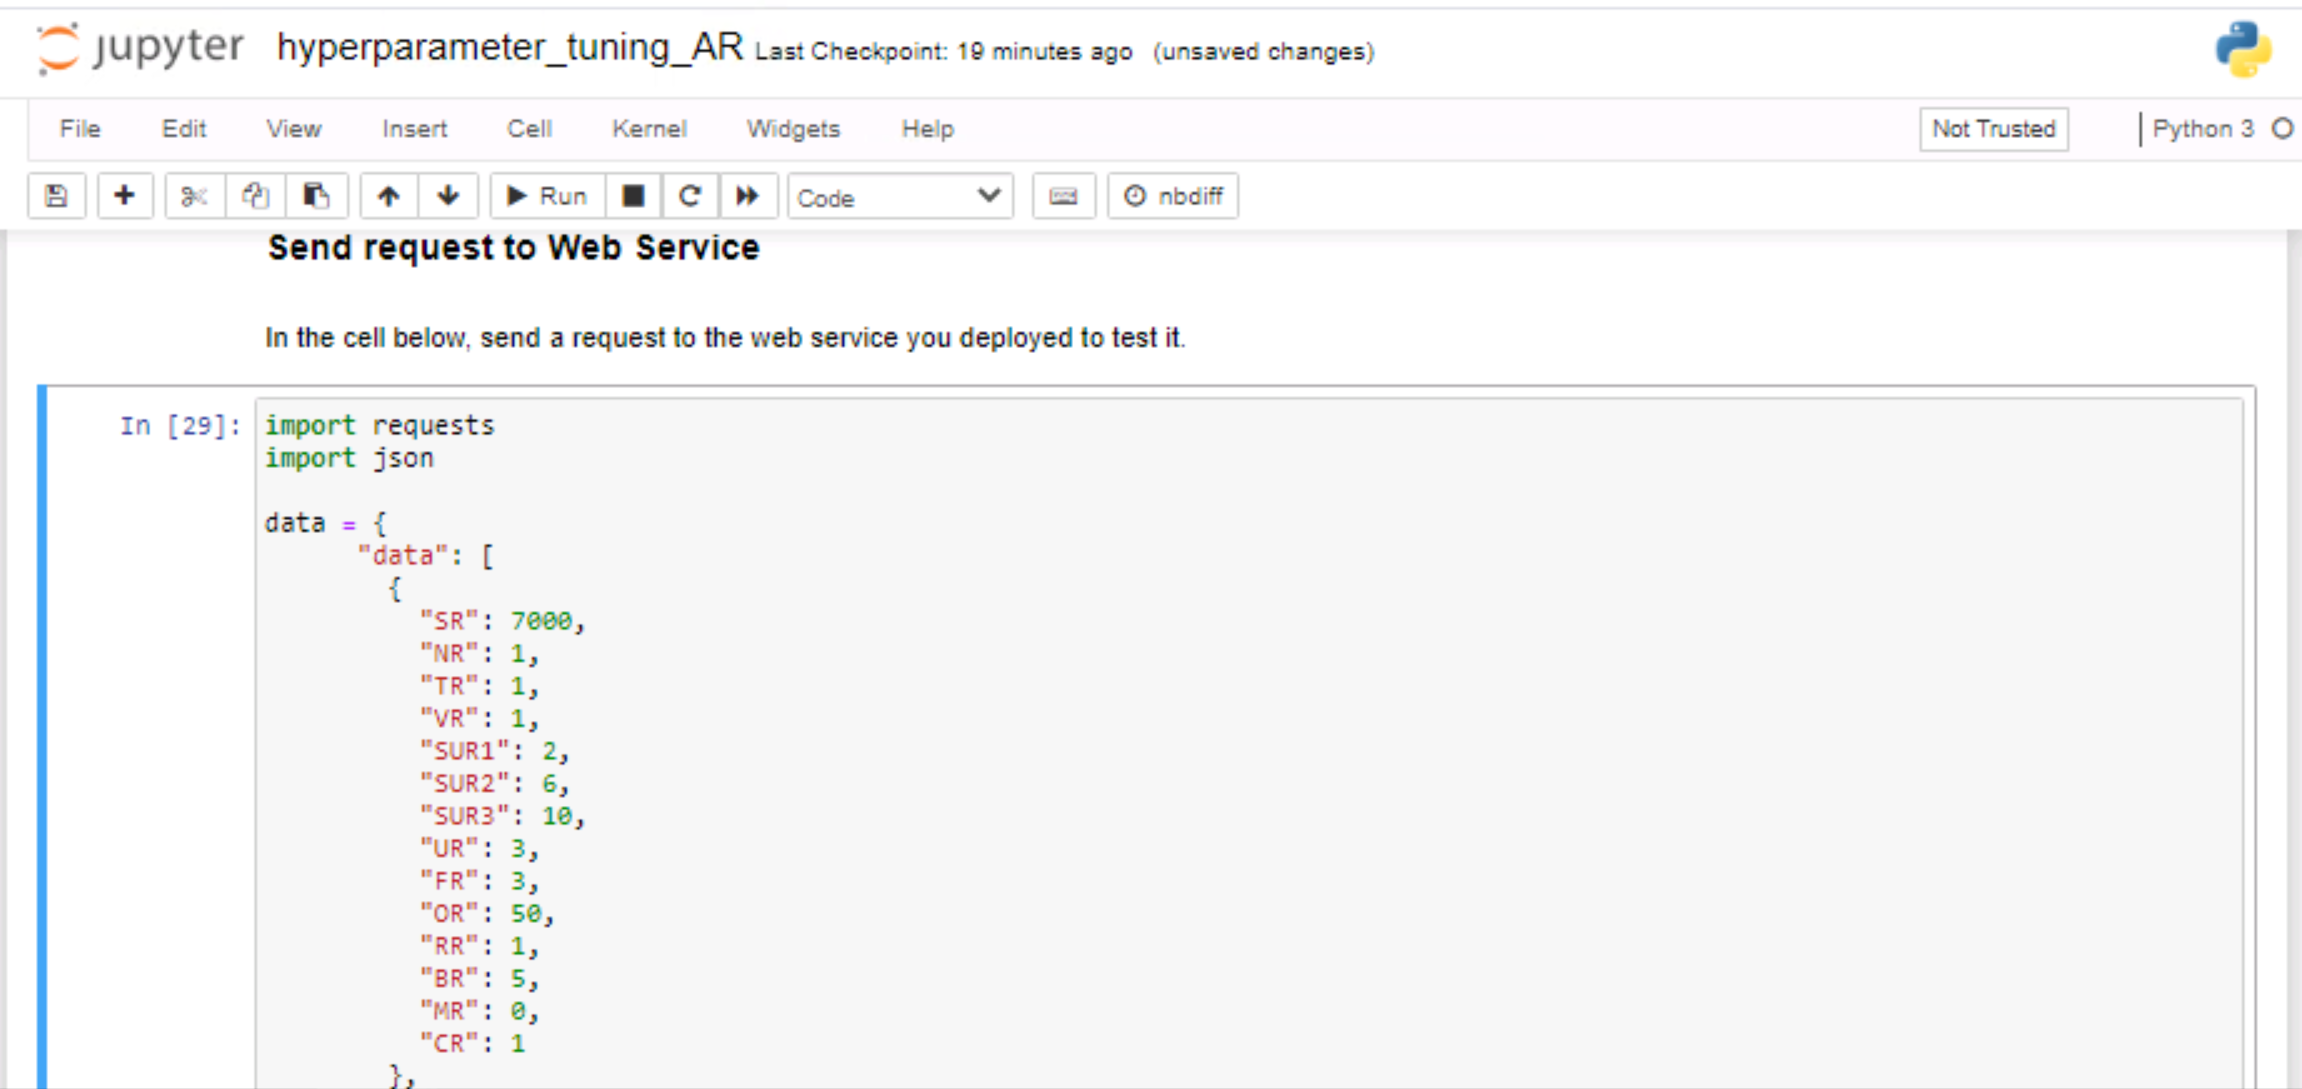 jupyter hyperparameter_tuning_AR Last Checkpoint: 19 minutes ago (unsaved changes)
File Edit View Insert Cell Kernel Widgets Help Not Trusted Python 3
Run Code nbdiff
Send request to Web Service
In the cell below, send a request to the web service you deployed to test it.
In [29]: import requests
import json
data = {
"data": [
{
"SR": 7000,
"NR": 1,
"TR": 1,
"VR": 1,
"SUR1": 2,
"SUR2": 6,
"SUR3": 10,
"UR": 3,
"FR": 3,
"OR": 50,
"RR": 1,
"BR": 5,
"MR": 0,
"CR": 1
},